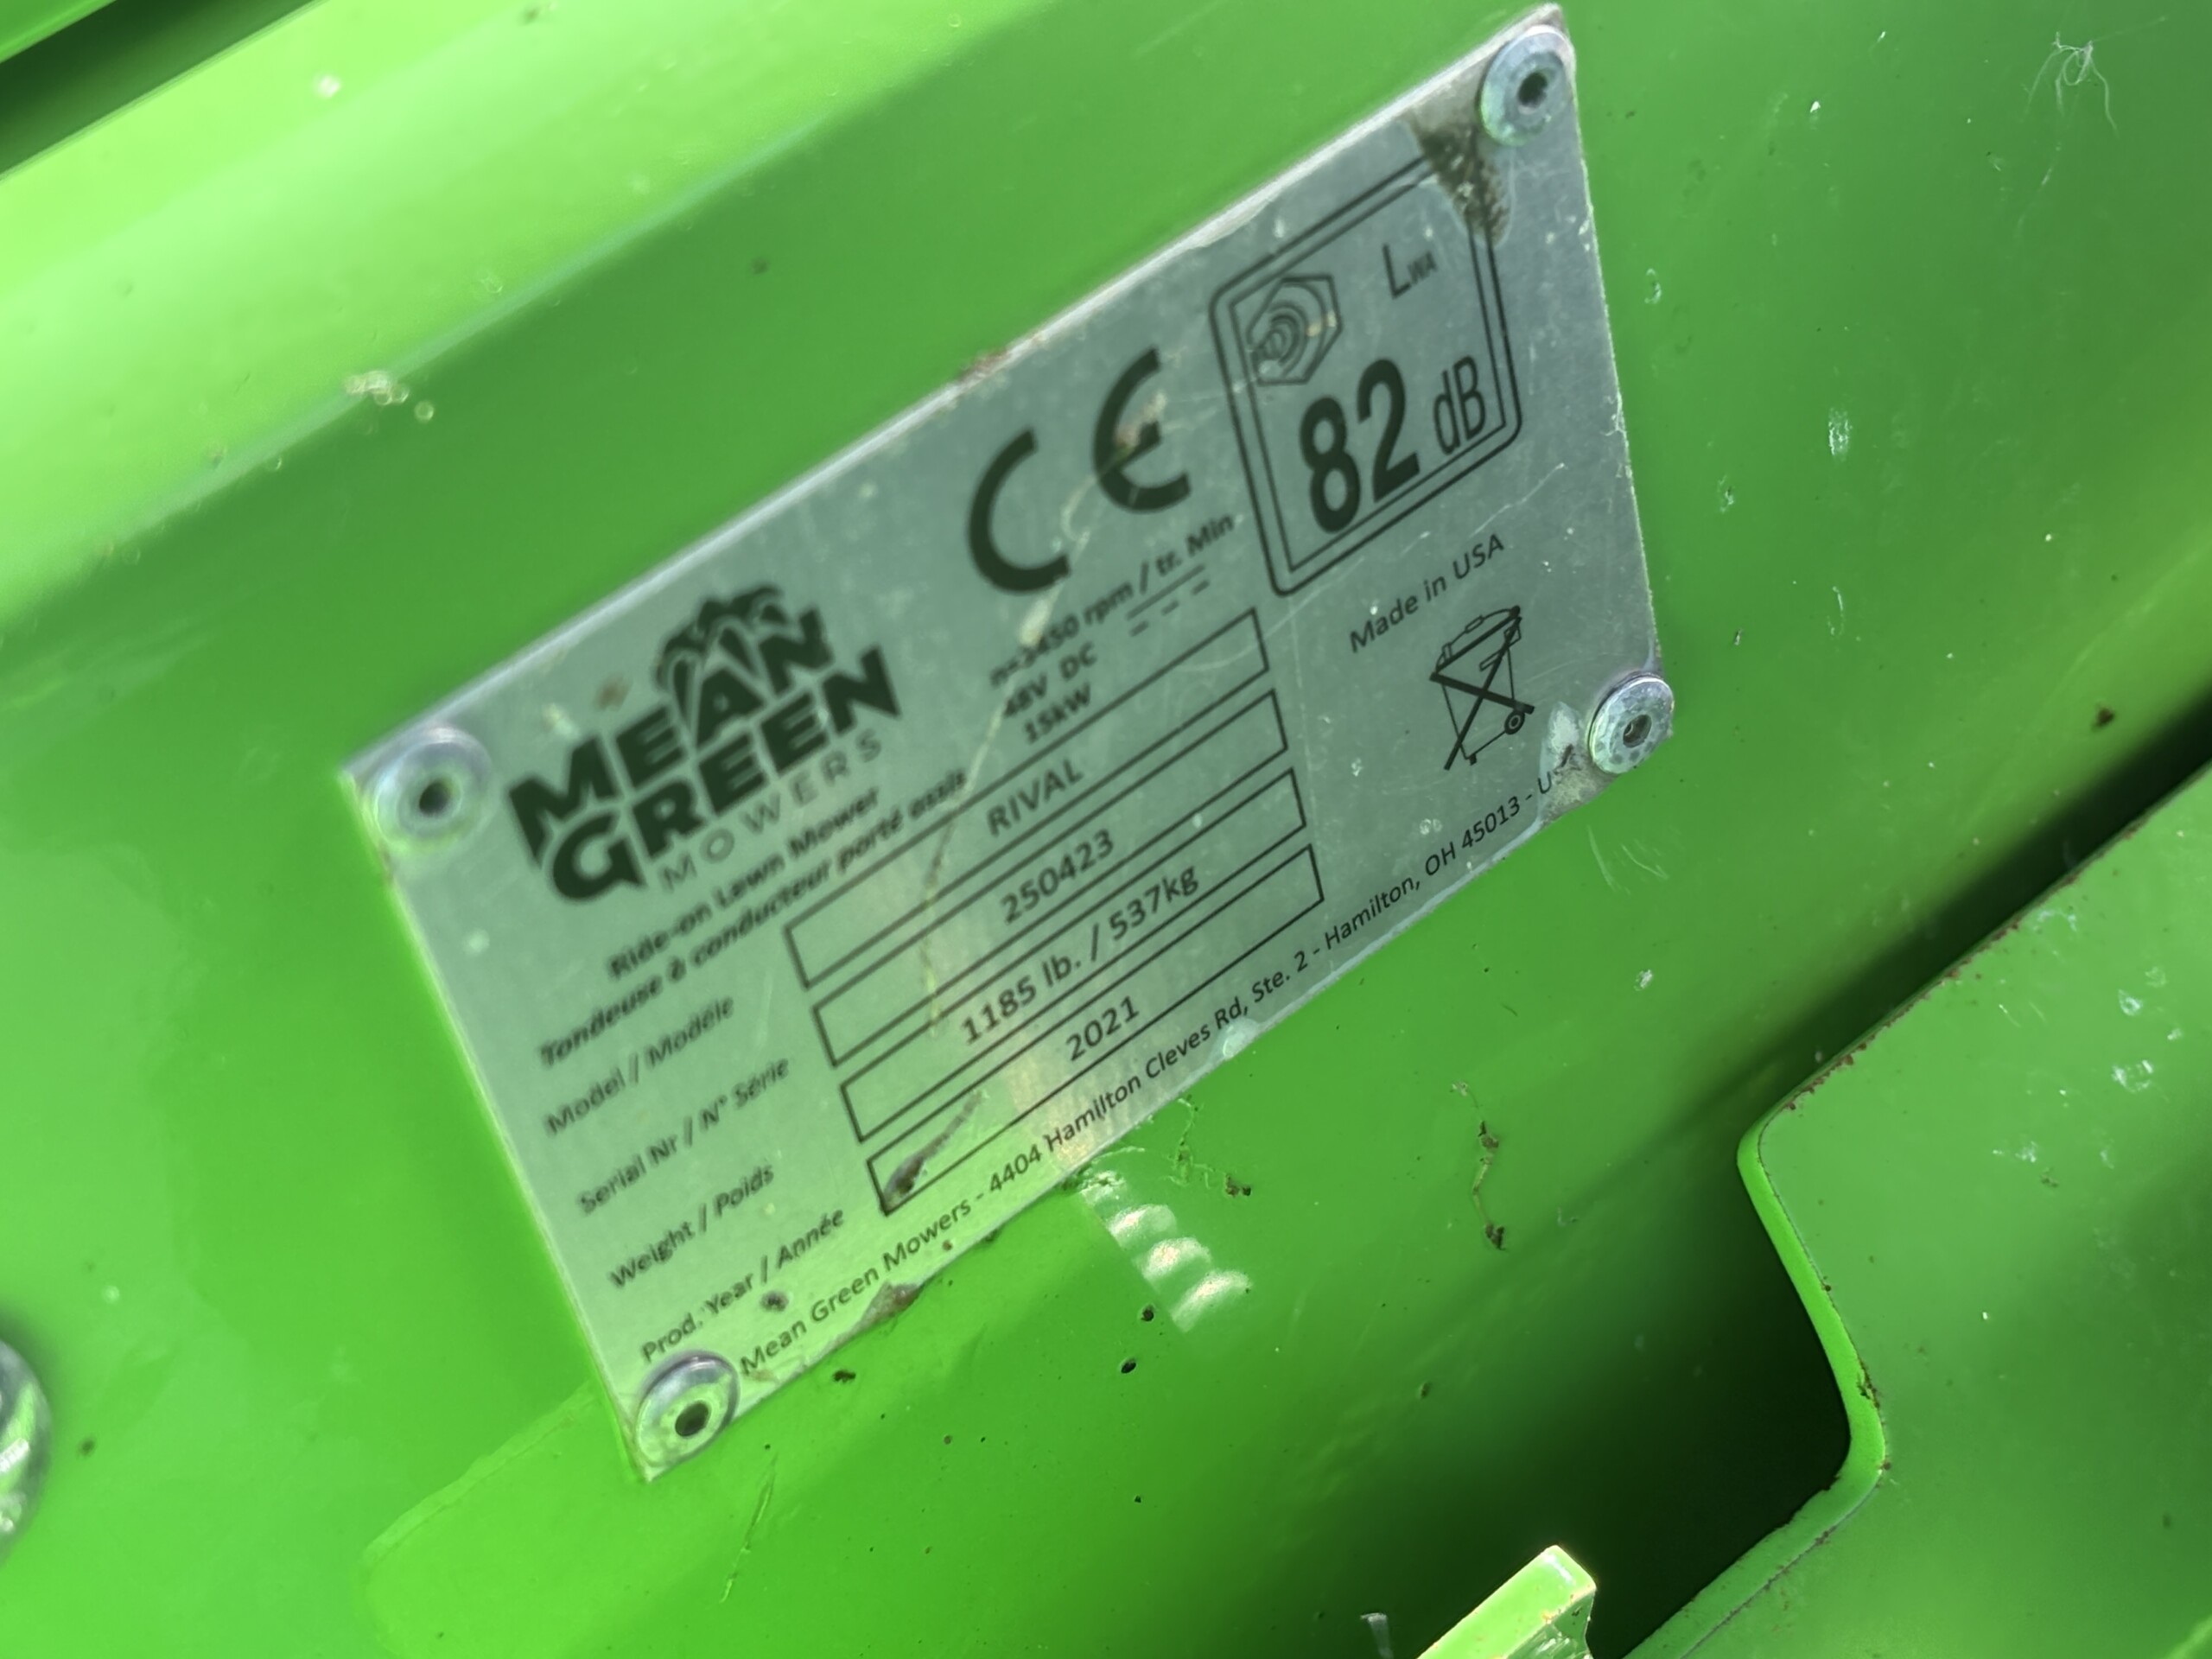 MEAN
GREEN
MOWERS
CE
LWA
82 dB
n=3450 rpm / tr. Min
48V DC
15kW
Made in USA
Ride-on Lawn Mower
Tondeuse à conducteur porté assis
Model / Modèle RIVAL
Serial Nr / N° Série 250423
Weight / Poids 1185 lb. / 537kg
Prod. Year / Année 2021
Mean Green Mowers - 4404 Hamilton Cleves Rd, Ste. 2 - Hamilton, OH 45013 - USA